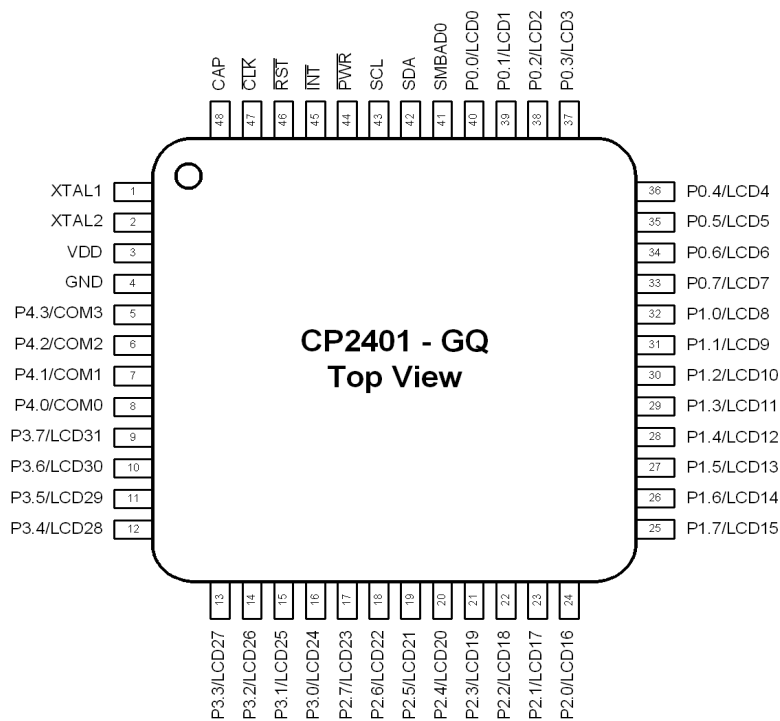 CAP
C̅L̅K̅
R̅S̅T̅
I̅N̅T̅
P̅W̅R̅
SCL
SDA
SMBAD0
P0.0/LCD0
P0.1/LCD1
P0.2/LCD2
P0.3/LCD3
48
47
46
45
44
43
42
41
40
39
38
37
XTAL1 1
XTAL2 2
VDD 3
GND 4
P4.3/COM3 5
P4.2/COM2 6
P4.1/COM1 7
P4.0/COM0 8
P3.7/LCD31 9
P3.6/LCD30 10
P3.5/LCD29 11
P3.4/LCD28 12
CP2401 - GQ
Top View
36 P0.4/LCD4
35 P0.5/LCD5
34 P0.6/LCD6
33 P0.7/LCD7
32 P1.0/LCD8
31 P1.1/LCD9
30 P1.2/LCD10
29 P1.3/LCD11
28 P1.4/LCD12
27 P1.5/LCD13
26 P1.6/LCD14
25 P1.7/LCD15
13
14
15
16
17
18
19
20
21
22
23
24
P3.3/LCD27
P3.2/LCD26
P3.1/LCD25
P3.0/LCD24
P2.7/LCD23
P2.6/LCD22
P2.5/LCD21
P2.4/LCD20
P2.3/LCD19
P2.2/LCD18
P2.1/LCD17
P2.0/LCD16